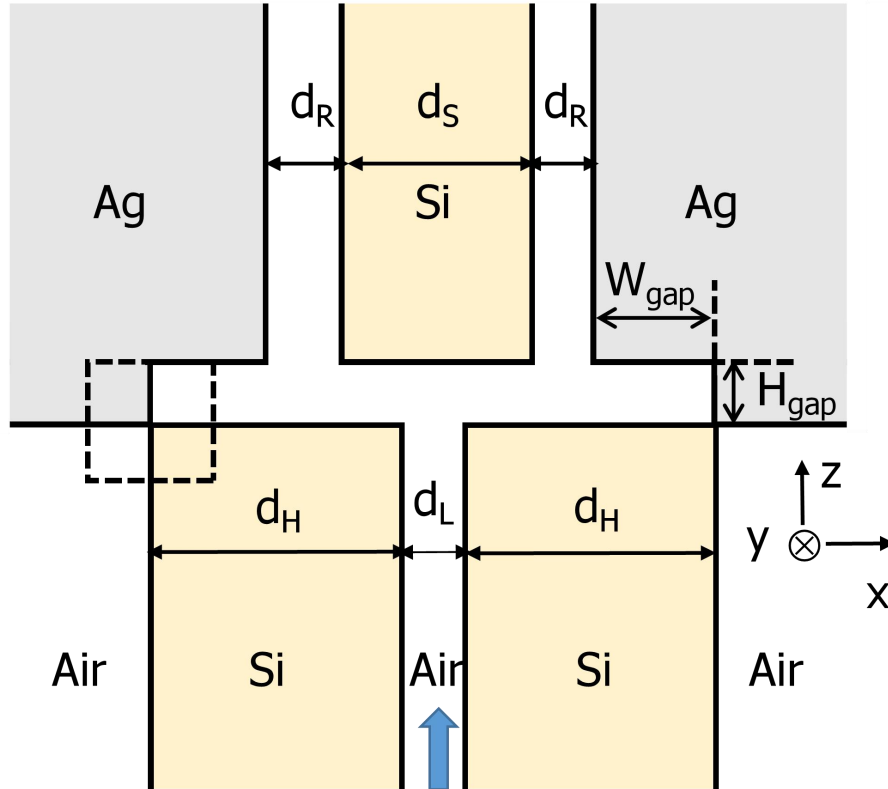 d_R d_S d_R
Ag Si Ag
W_gap
H_gap
d_H d_L d_H
z
y
x
Air Si Air Si Air